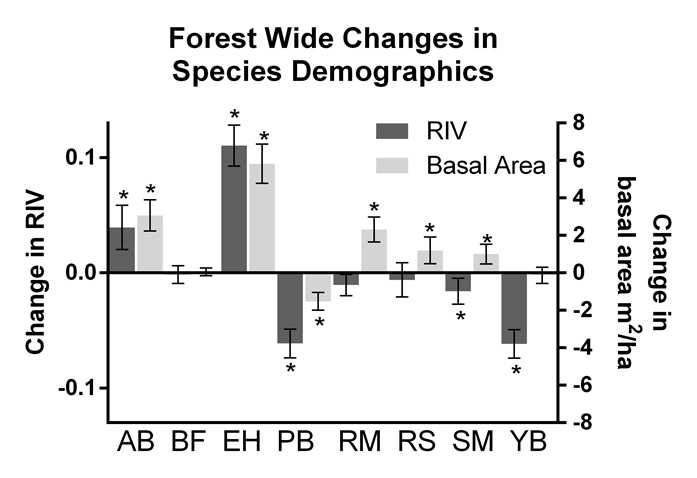 Forest Wide Changes in
Species Demographics
RIV
Basal Area
Change in RIV
0.1
0.0
-0.1
8
6
4
2
0
-2
-4
-6
-8
Change in
basal area m²/ha
* * * * * * * * * * *
AB BF EH PB RM RS SM YB